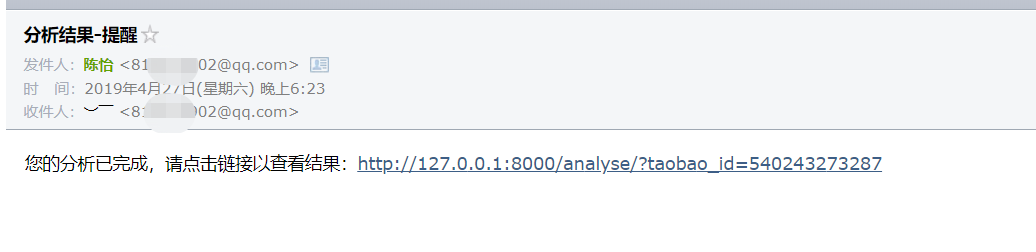 分析结果-提醒☆
发件人：陈怡 <81 02@qq.com>
时　间：2019年4月27日(星期六) 晚上6:23
收件人： <81 002@qq.com>
您的分析已完成，请点击链接以查看结果：http://127.0.0.1:8000/analyse/?taobao_id=540243273287